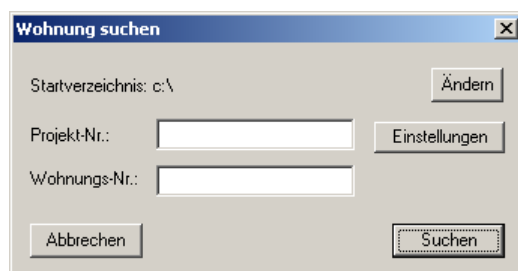 Wohnung suchen
Startverzeichnis: c:\
Ändern
Projekt-Nr.:
Einstellungen
Wohnungs-Nr.:
Abbrechen
Suchen